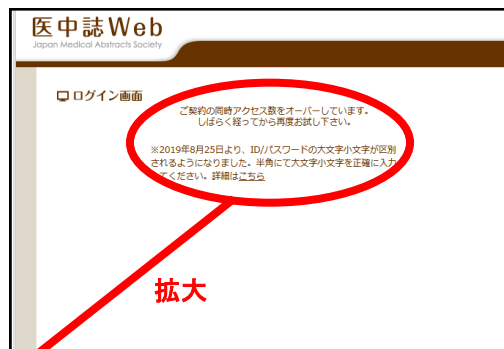 医中誌Web
Japan Medical Abstracts Society
ログイン画面
ご契約の同時アクセス数をオーバーしています。
しばらく経ってから再度お試し下さい。
※2019年8月25日より、ID/パスワードの大文字小文字が区別
されるようになりました。半角にて大文字小文字を正確に入力
てください。詳細はこちら
拡大